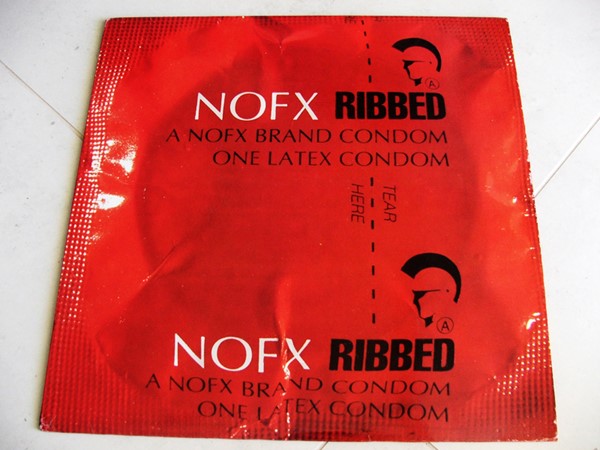 NOFX RIBBED
A NOFX BRAND CONDOM
ONE LATEX CONDOM
TEAR
HERE
NOFX RIBBED
A NOFX BRAND CONDOM
ONE LATEX CONDOM
A
A